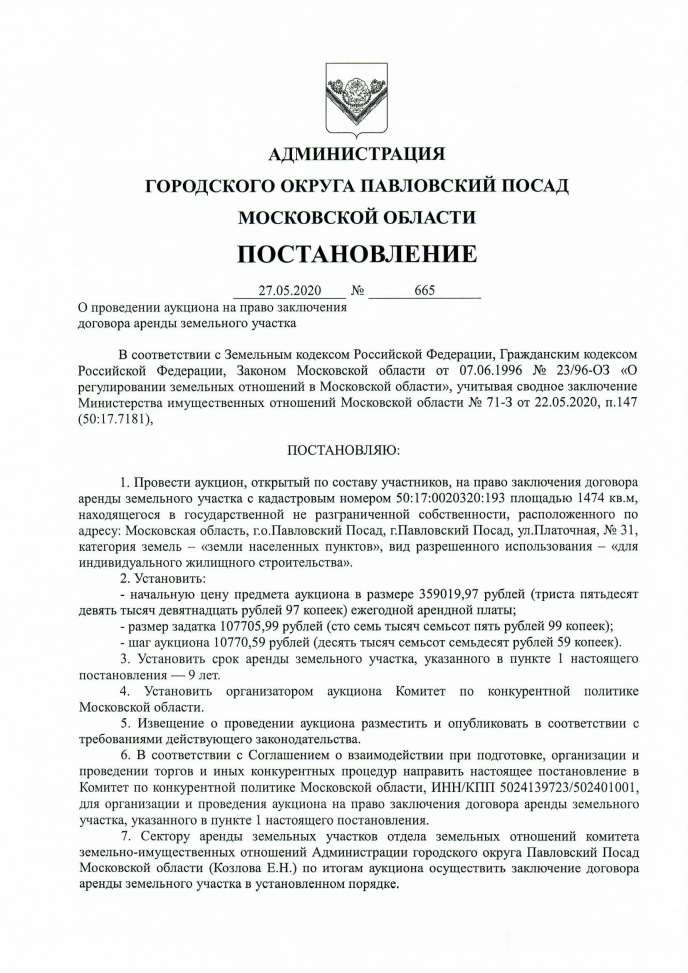 АДМИНИСТРАЦИЯ
ГОРОДСКОГО ОКРУГА ПАВЛОВСКИЙ ПОСАД
МОСКОВСКОЙ ОБЛАСТИ
ПОСТАНОВЛЕНИЕ
27.05.2020 № 665
О проведении аукциона на право заключения
договора аренды земельного участка
В соответствии с Земельным кодексом Российской Федерации, Гражданским кодексом
Российской Федерации, Законом Московской области от 07.06.1996 № 23/96-ОЗ «О
регулировании земельных отношений в Московской области», учитывая сводное заключение
Министерства имущественных отношений Московской области № 71-З от 22.05.2020, п.147
(50:17.7181),
ПОСТАНОВЛЯЮ:
1. Провести аукцион, открытый по составу участников, на право заключения договора
аренды земельного участка с кадастровым номером 50:17:0020320:193 площадью 1474 кв.м,
находящегося в государственной не разграниченной собственности, расположенного по
адресу: Московская область, г.о.Павловский Посад, г.Павловский Посад, ул.Платочная, № 31,
категория земель – «земли населенных пунктов», вид разрешенного использования – «для
индивидуального жилищного строительства».
2. Установить:
- начальную цену предмета аукциона в размере 359019,97 рублей (триста пятьдесят
девять тысяч девятнадцать рублей 97 копеек) ежегодной арендной платы;
- размер задатка 107705,99 рублей (сто семь тысяч семьсот пять рублей 99 копеек);
- шаг аукциона 10770,59 рублей (десять тысяч семьсот семьдесят рублей 59 копеек).
3. Установить срок аренды земельного участка, указанного в пункте 1 настоящего
постановления — 9 лет.
4. Установить организатором аукциона Комитет по конкурентной политике
Московской области.
5. Извещение о проведении аукциона разместить и опубликовать в соответствии с
требованиями действующего законодательства.
6. В соответствии с Соглашением о взаимодействии при подготовке, организации и
проведении торгов и иных конкурентных процедур направить настоящее постановление в
Комитет по конкурентной политике Московской области, ИНН/КПП 5024139723/502401001,
для организации и проведения аукциона на право заключения договора аренды земельного
участка, указанного в пункте 1 настоящего постановления.
7. Сектору аренды земельных участков отдела земельных отношений комитета
земельно-имущественных отношений Администрации городского округа Павловский Посад
Московской области (Козлова Е.Н.) по итогам аукциона осуществить заключение договора
аренды земельного участка в установленном порядке.